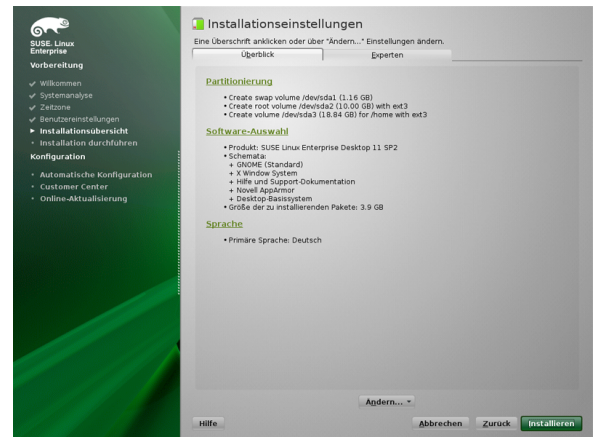 SUSE. Linux
Enterprise
Vorbereitung
Willkommen
Systemanalyse
Zeitzone
Benutzereinstellungen
Installationsübersicht
Installation durchführen
Konfiguration
Automatische Konfiguration
Customer Center
Online-Aktualisierung
Installationseinstellungen
Eine Überschrift anklicken oder über "Ändern..." Einstellungen ändern.
Überblick
Experten
Partitionierung
• Create swap volume /dev/sda1 (1.16 GB)
• Create root volume /dev/sda2 (10.00 GB) with ext3
• Create volume /dev/sda3 (18.84 GB) for /home with ext3
Software-Auswahl
• Produkt: SUSE Linux Enterprise Desktop 11 SP2
• Schemata:
+ GNOME (Standard)
+ X Window System
+ Hilfe und Support-Dokumentation
+ Novell AppArmor
+ Desktop-Basissystem
• Größe der zu installierenden Pakete: 3.9 GB
Sprache
• Primäre Sprache: Deutsch
Ändern...
Hilfe
Abbrechen
Zurück
Installieren